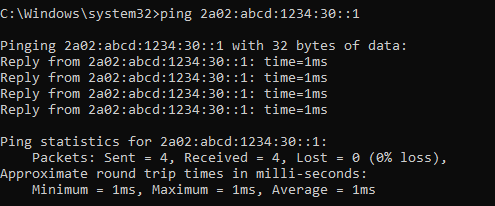 C:\Windows\system32>ping 2a02:abcd:1234:30::1
Pinging 2a02:abcd:1234:30::1 with 32 bytes of data:
Reply from 2a02:abcd:1234:30::1: time=1ms
Reply from 2a02:abcd:1234:30::1: time=1ms
Reply from 2a02:abcd:1234:30::1: time=1ms
Reply from 2a02:abcd:1234:30::1: time=1ms
Ping statistics for 2a02:abcd:1234:30::1:
Packets: Sent = 4, Received = 4, Lost = 0 (0% loss),
Approximate round trip times in milli-seconds:
Minimum = 1ms, Maximum = 1ms, Average = 1ms